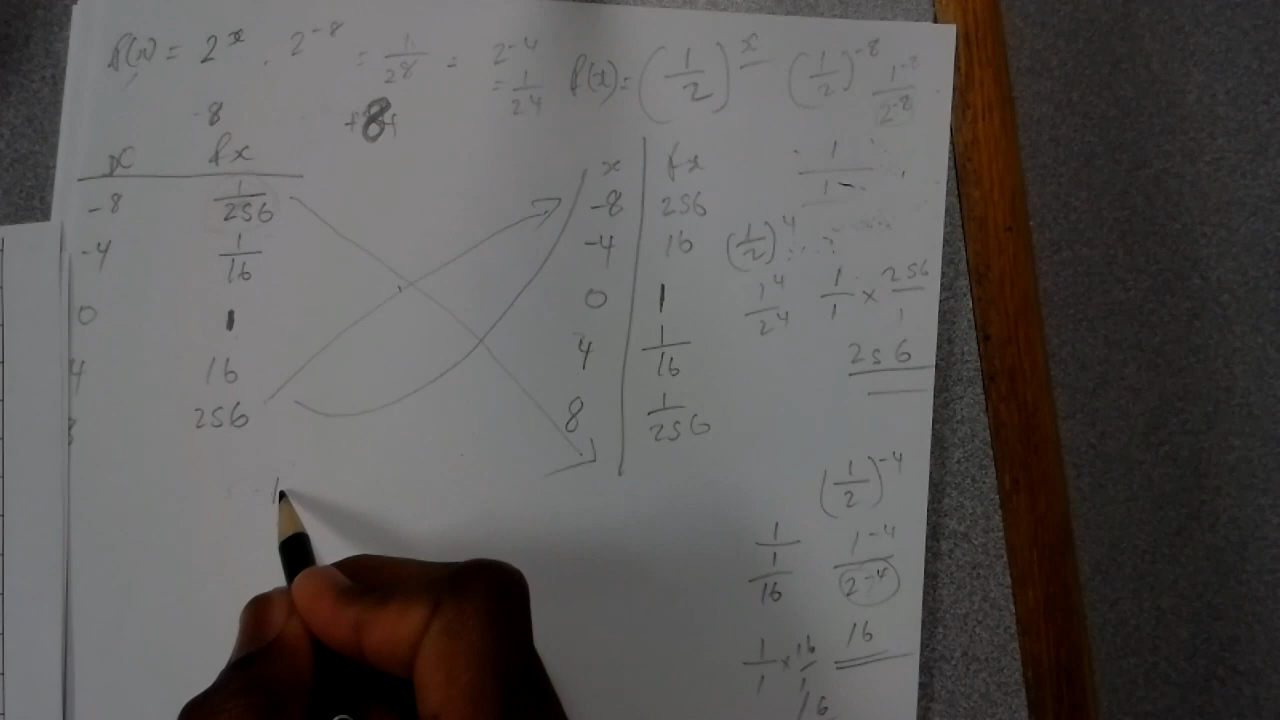 f(x) = 2^x . 2^-8 = 1/2^8 = 2^-4 = 1/2^4
-8
x fx
-8 1/256
-4 1/16
0 1
4 16
256
f(x) = (1/2)^x (1/2)^-8 1^-8/2^-8
x fx
-8 256
-4 16
0 1
4 1/16
8 1/256
(1/2)^4
1^4/2^4 1/1 × 256/1
256
(1/2)^-4
1/(1/16) 1^-4/2^-4
1/1 × 16/1 16
16